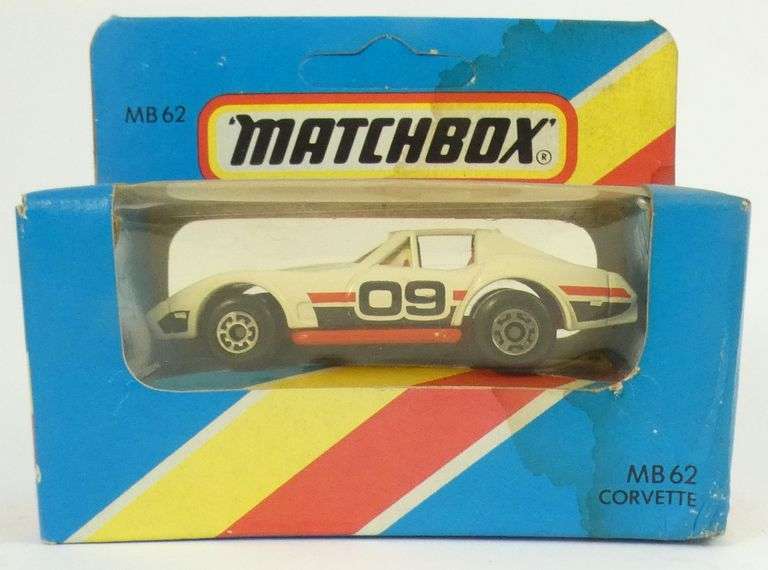 MB 62
'MATCHBOX'®
09
MB 62
CORVETTE